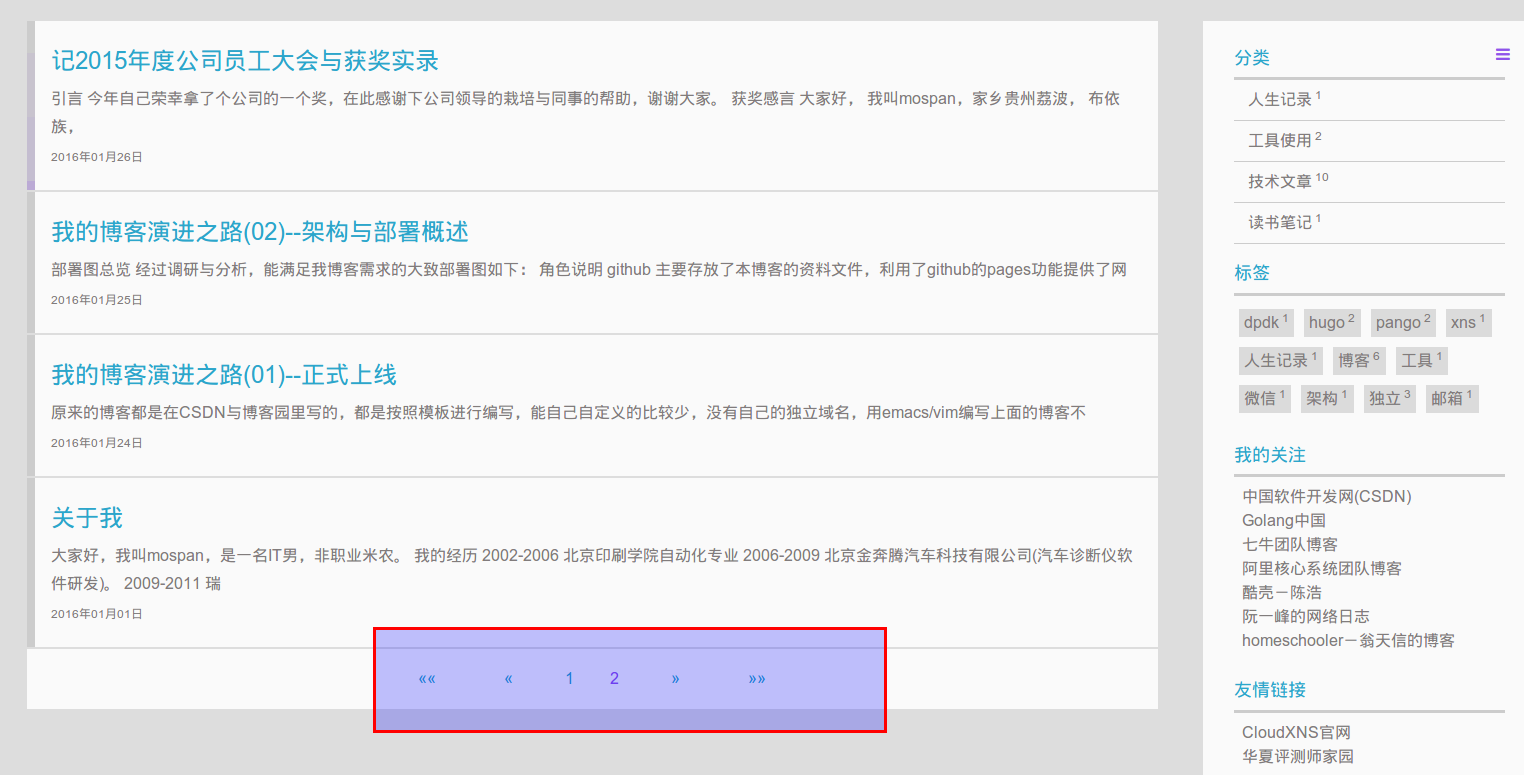 记2015年度公司员工大会与获奖实录
引言 今年自己荣幸拿了个公司的一个奖，在此感谢下公司领导的栽培与同事的帮助，谢谢大家。 获奖感言 大家好， 我叫mospan，家乡贵州荔波， 布依
族，
2016年01月26日
我的博客演进之路(02)--架构与部署概述
部署图总览 经过调研与分析，能满足我博客需求的大致部署图如下： 角色说明 github 主要存放了本博客的资料文件，利用了github的pages功能提供了网
2016年01月25日
我的博客演进之路(01)--正式上线
原来的博客都是在CSDN与博客园里写的，都是按照模板进行编写，能自己自定义的比较少，没有自己的独立域名，用emacs/vim编写上面的博客不
2016年01月24日
关于我
大家好，我叫mospan，是一名IT男，非职业米农。 我的经历 2002-2006 北京印刷学院自动化专业 2006-2009 北京金奔腾汽车科技有限公司(汽车诊断仪软
件研发)。 2009-2011 瑞
2016年01月01日
«« « 1 2 » »»
分类
人生记录 1
工具使用 2
技术文章 10
读书笔记 1
标签
dpdk 1 hugo 2 pango 2 xns 1
人生记录 1 博客 6 工具 1
微信 1 架构 1 独立 3 邮箱 1
我的关注
中国软件开发网(CSDN)
Golang中国
七牛团队博客
阿里核心系统团队博客
酷壳－陈浩
阮一峰的网络日志
homeschooler－翁天信的博客
友情链接
CloudXNS官网
华夏评测师家园